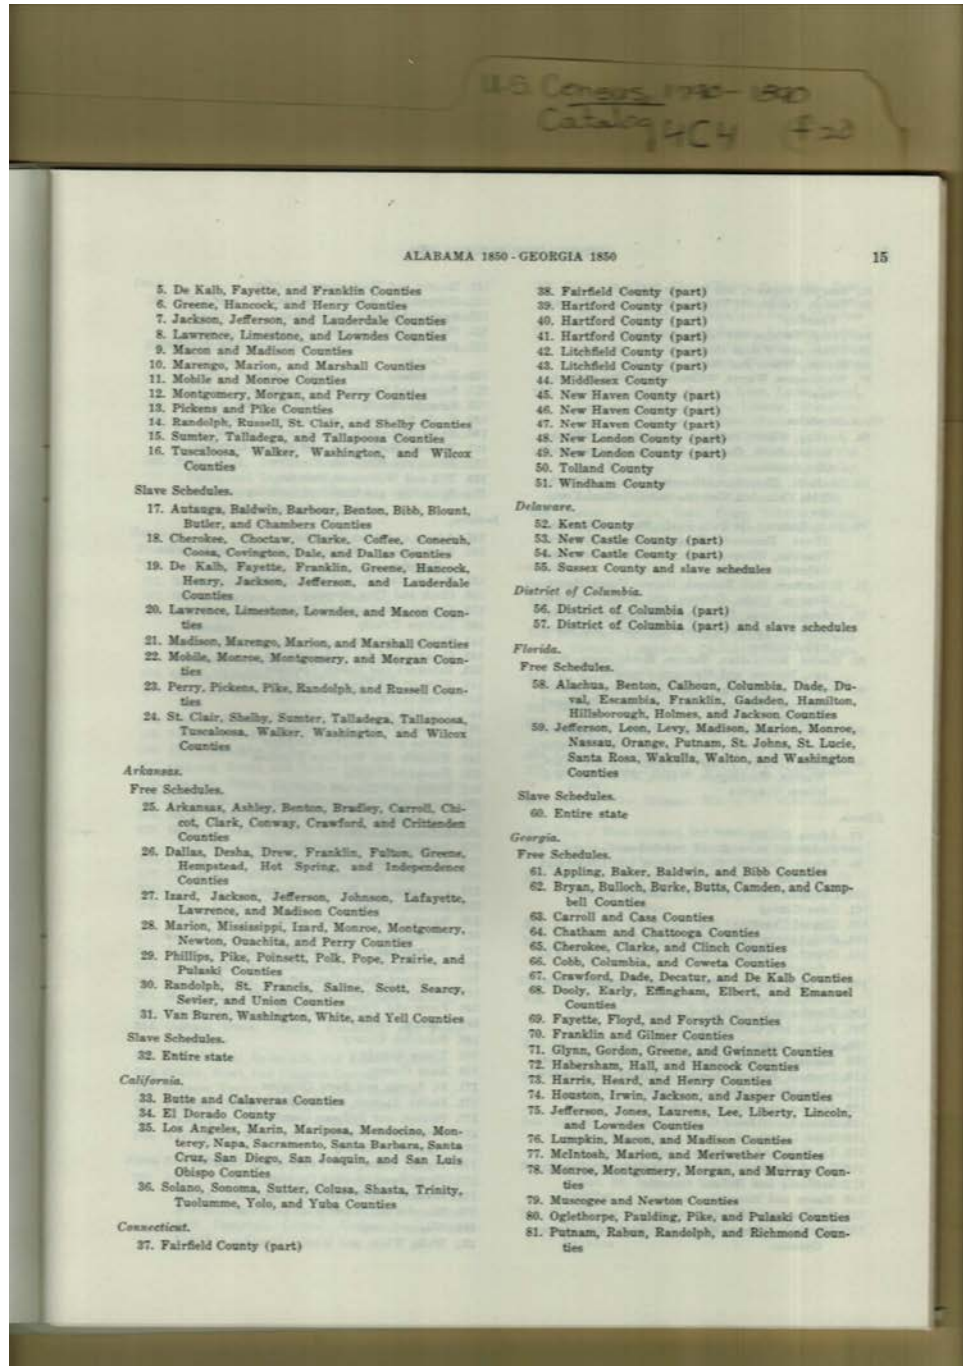 U.S. Census 1790-1890
Catalog 4C4 f20
ALABAMA 1850 - GEORGIA 1850 15
5. De Kalb, Fayette, and Franklin Counties
6. Greene, Hancock, and Henry Counties
7. Jackson, Jefferson, and Lauderdale Counties
8. Lawrence, Limestone, and Lowndes Counties
9. Macon and Madison Counties
10. Marengo, Marion, and Marshall Counties
11. Mobile and Monroe Counties
12. Montgomery, Morgan, and Perry Counties
13. Pickens and Pike Counties
14. Randolph, Russell, St. Clair, and Shelby Counties
15. Sumter, Talladega, and Tallapoosa Counties
16. Tuscaloosa, Walker, Washington, and Wilcox
Counties
Slave Schedules.
17. Autauga, Baldwin, Barbour, Benton, Bibb, Blount,
Butler, and Chambers Counties
18. Cherokee, Choctaw, Clarke, Coffee, Conecuh,
Coosa, Covington, Dale, and Dallas Counties
19. De Kalb, Fayette, Franklin, Greene, Hancock,
Henry, Jackson, Jefferson, and Lauderdale
Counties
20. Lawrence, Limestone, Lowndes, and Macon Coun-
ties
21. Madison, Marengo, Marion, and Marshall Counties
22. Mobile, Monroe, Montgomery, and Morgan Coun-
ties
23. Perry, Pickens, Pike, Randolph, and Russell Coun-
ties
24. St. Clair, Shelby, Sumter, Talladega, Tallapoosa,
Tuscaloosa, Walker, Washington, and Wilcox
Counties
Arkansas.
Free Schedules.
25. Arkansas, Ashley, Benton, Bradley, Carroll, Chi-
cot, Clark, Conway, Crawford, and Crittenden
Counties
26. Dallas, Desha, Drew, Franklin, Fulton, Greene,
Hempstead, Hot Spring, and Independence
Counties
27. Izard, Jackson, Jefferson, Johnson, Lafayette,
Lawrence, and Madison Counties
28. Marion, Mississippi, Izard, Monroe, Montgomery,
Newton, Ouachita, and Perry Counties
29. Phillips, Pike, Poinsett, Polk, Pope, Prairie, and
Pulaski Counties
30. Randolph, St. Francis, Saline, Scott, Searcy,
Sevier, and Union Counties
31. Van Buren, Washington, White, and Yell Counties
Slave Schedules.
32. Entire state
California.
33. Butte and Calaveras Counties
34. El Dorado County
35. Los Angeles, Marin, Mariposa, Mendocino, Mon-
terey, Napa, Sacramento, Santa Barbara, Santa
Cruz, San Diego, San Joaquin, and San Luis
Obispo Counties
36. Solano, Sonoma, Sutter, Colusa, Shasta, Trinity,
Tuolumme, Yolo, and Yuba Counties
Connecticut.
37. Fairfield County (part)
38. Fairfield County (part)
39. Hartford County (part)
40. Hartford County (part)
41. Hartford County (part)
42. Litchfield County (part)
43. Litchfield County (part)
44. Middlesex County
45. New Haven County (part)
46. New Haven County (part)
47. New Haven County (part)
48. New London County (part)
49. New London County (part)
50. Tolland County
51. Windham County
Delaware.
52. Kent County
53. New Castle County (part)
54. New Castle County (part)
55. Sussex County and slave schedules
District of Columbia.
56. District of Columbia (part)
57. District of Columbia (part) and slave schedules
Florida.
Free Schedules.
58. Alachua, Benton, Calhoun, Columbia, Dade, Du-
val, Escambia, Franklin, Gadsden, Hamilton,
Hillsborough, Holmes, and Jackson Counties
59. Jefferson, Leon, Levy, Madison, Marion, Monroe,
Nassau, Orange, Putnam, St. Johns, St. Lucie,
Santa Rosa, Wakulla, Walton, and Washington
Counties
Slave Schedules.
60. Entire state
Georgia.
Free Schedules.
61. Appling, Baker, Baldwin, and Bibb Counties
62. Bryan, Bulloch, Burke, Butts, Camden, and Camp-
bell Counties
63. Carroll and Cass Counties
64. Chatham and Chattooga Counties
65. Cherokee, Clarke, and Clinch Counties
66. Cobb, Columbia, and Coweta Counties
67. Crawford, Dade, Decatur, and De Kalb Counties
68. Dooly, Early, Effingham, Elbert, and Emanuel
Counties
69. Fayette, Floyd, and Forsyth Counties
70. Franklin and Gilmer Counties
71. Glynn, Gordon, Greene, and Gwinnett Counties
72. Habersham, Hall, and Hancock Counties
73. Harris, Heard, and Henry Counties
74. Houston, Irwin, Jackson, and Jasper Counties
75. Jefferson, Jones, Laurens, Lee, Liberty, Lincoln,
and Lowndes Counties
76. Lumpkin, Macon, and Madison Counties
77. McIntosh, Marion, and Meriwether Counties
78. Monroe, Montgomery, Morgan, and Murray Coun-
ties
79. Muscogee and Newton Counties
80. Oglethorpe, Paulding, Pike, and Pulaski Counties
81. Putnam, Rabun, Randolph, and Richmond Coun-
ties